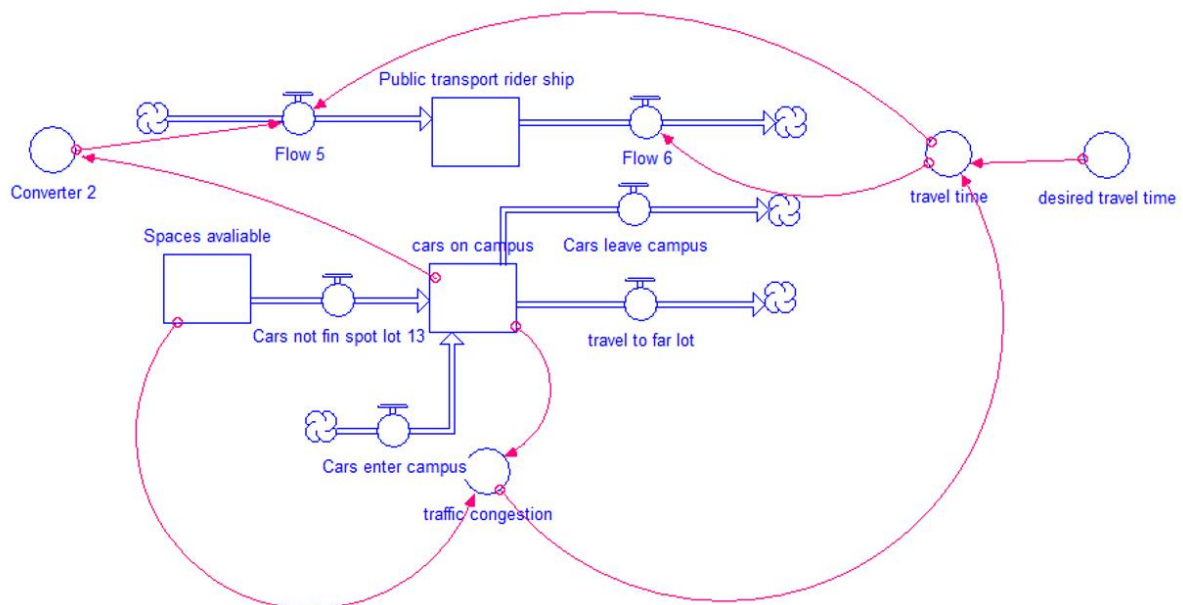 Public transport rider ship
Flow 5
Flow 6
Converter 2
travel time
desired travel time
Spaces avaliable
cars on campus
Cars leave campus
Cars not fin spot lot 13
travel to far lot
Cars enter campus
traffic congestion